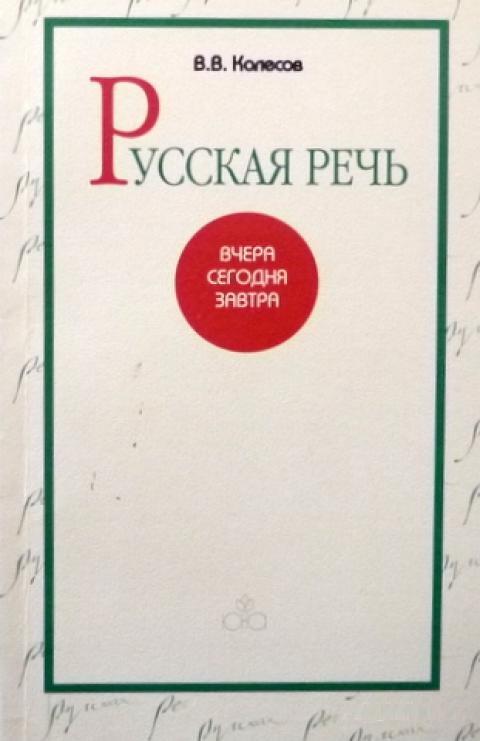 В.В. Колесов
РУССКАЯ РЕЧЬ
ВЧЕРА
СЕГОДНЯ
ЗАВТРА